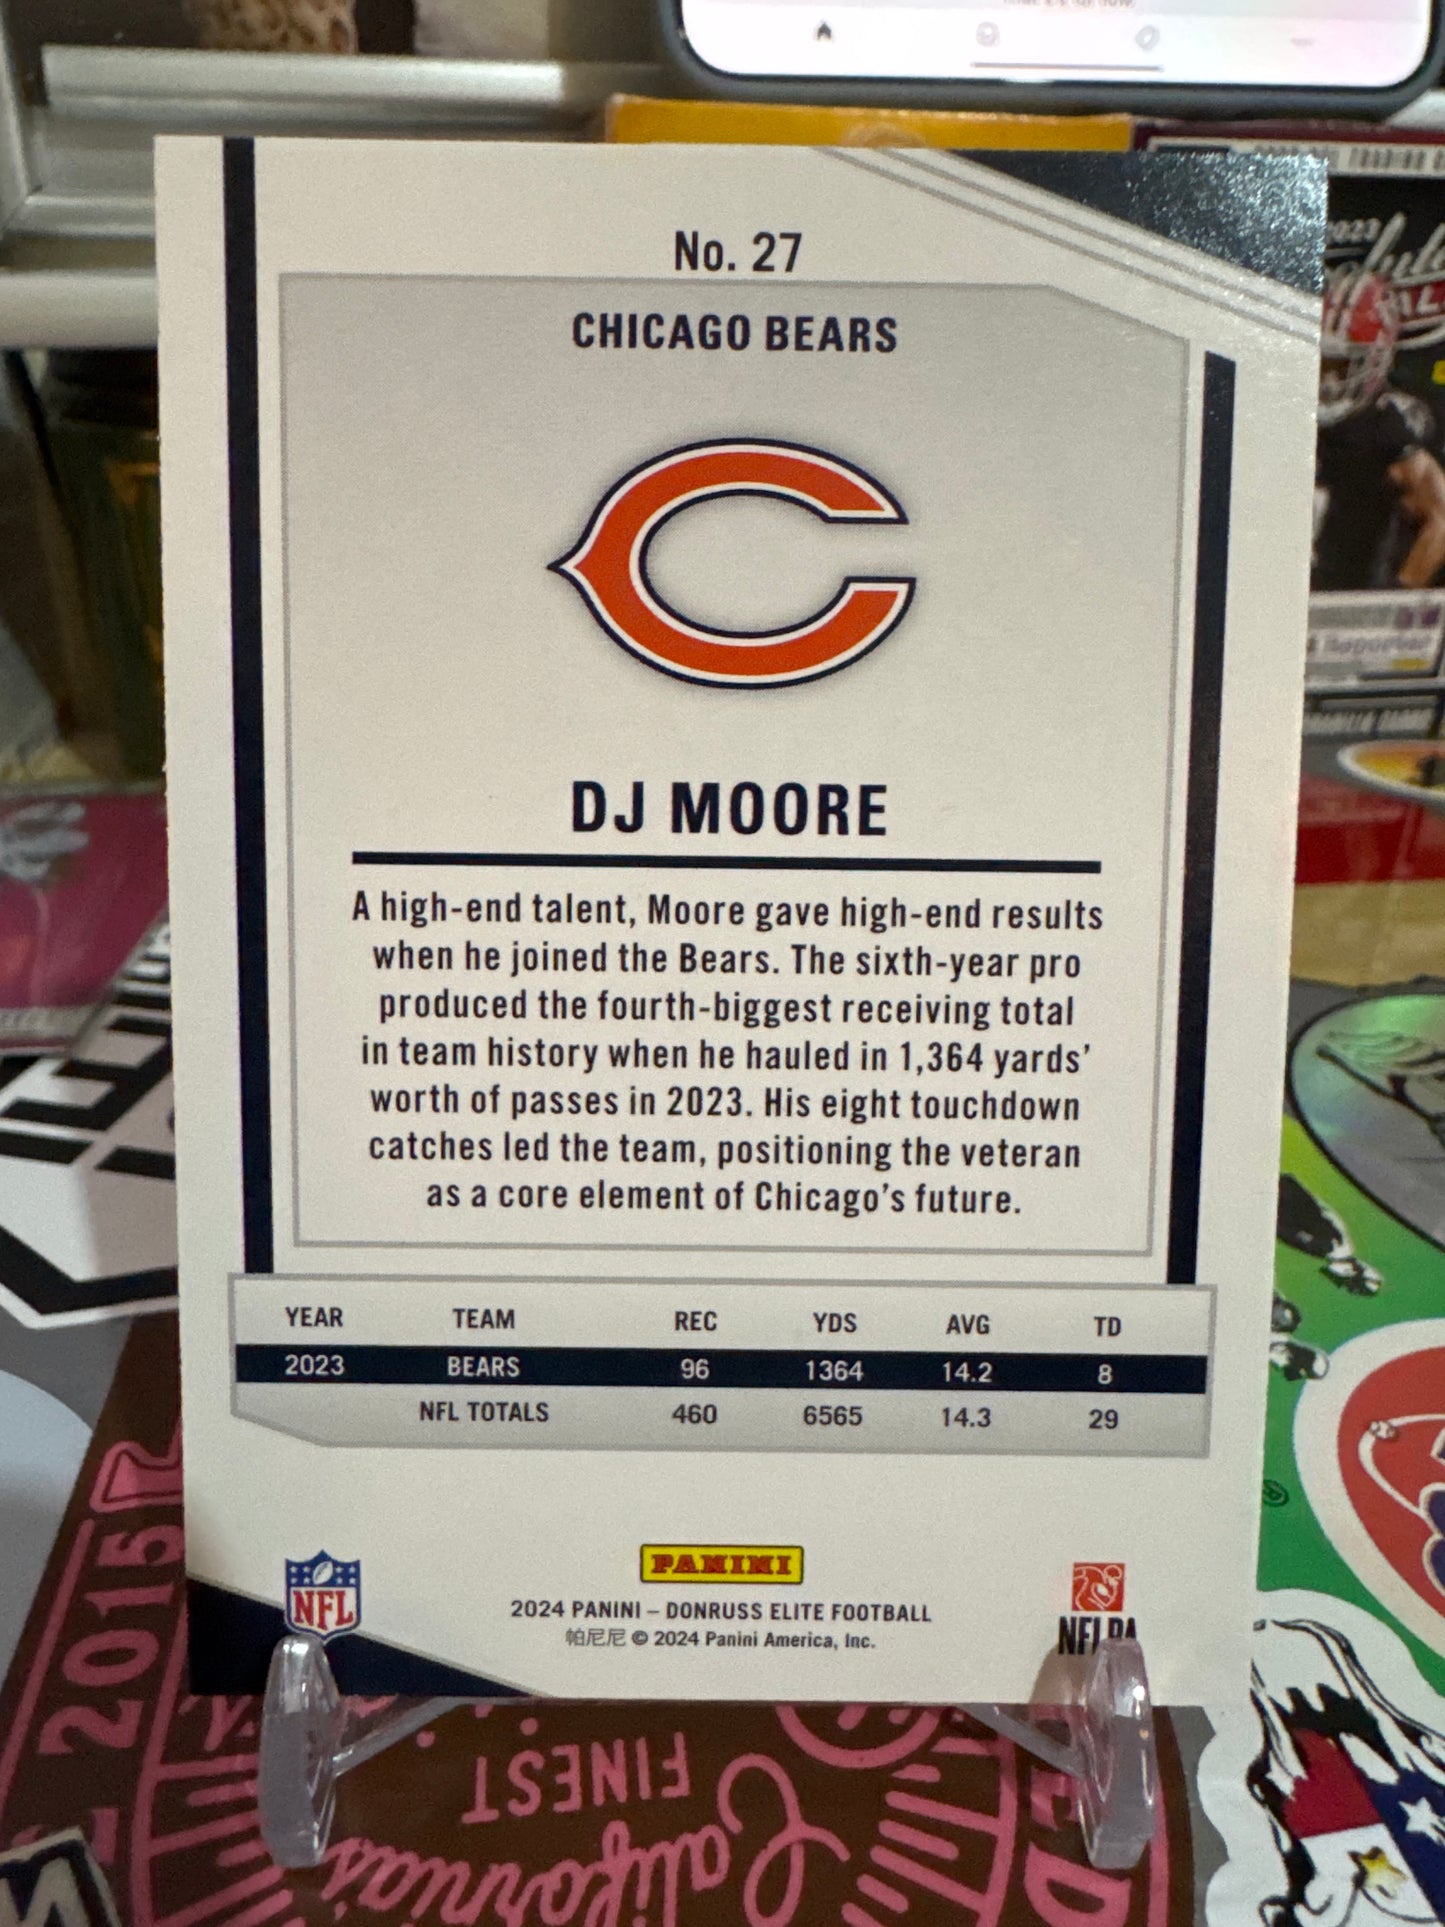 No. 27
CHICAGO BEARS
DJ MOORE
A high-end talent, Moore gave high-end results
when he joined the Bears. The sixth-year pro
produced the fourth-biggest receiving total
in team history when he hauled in 1,364 yards’
worth of passes in 2023. His eight touchdown
catches led the team, positioning the veteran
as a core element of Chicago’s future.
YEAR TEAM REC YDS AVG TD
2023 BEARS 96 1364 14.2 8
NFL TOTALS 460 6565 14.3 29
NFL
PANINI
2024 PANINI – DONRUSS ELITE FOOTBALL
帕尼尼 © 2024 Panini America, Inc.
NFLPA
2015
FINEST
California's
2023